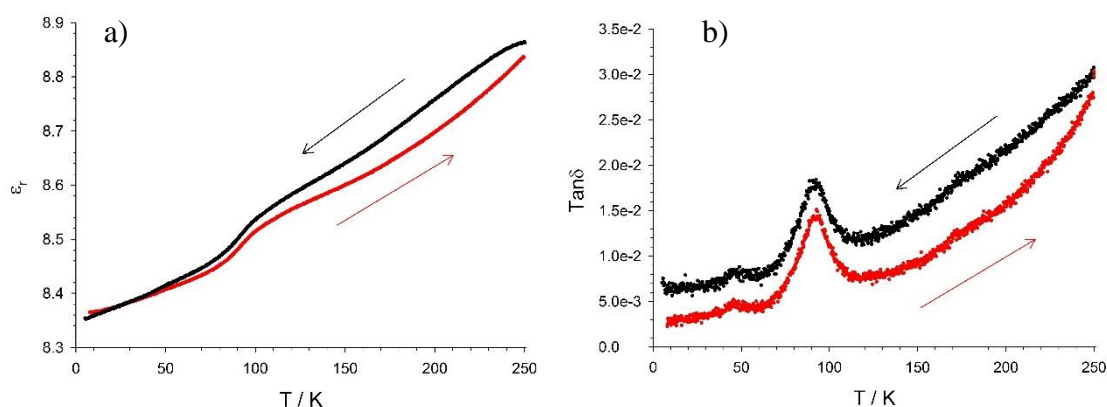 a)
8.9
8.8
8.7
8.6
8.5
8.4
8.3
εr
0
50
100
150
200
250
T / K
b)
3.5e-2
3.0e-2
2.5e-2
2.0e-2
1.5e-2
1.0e-2
5.0e-3
0.0
Tanδ
0
50
100
150
200
250
T / K